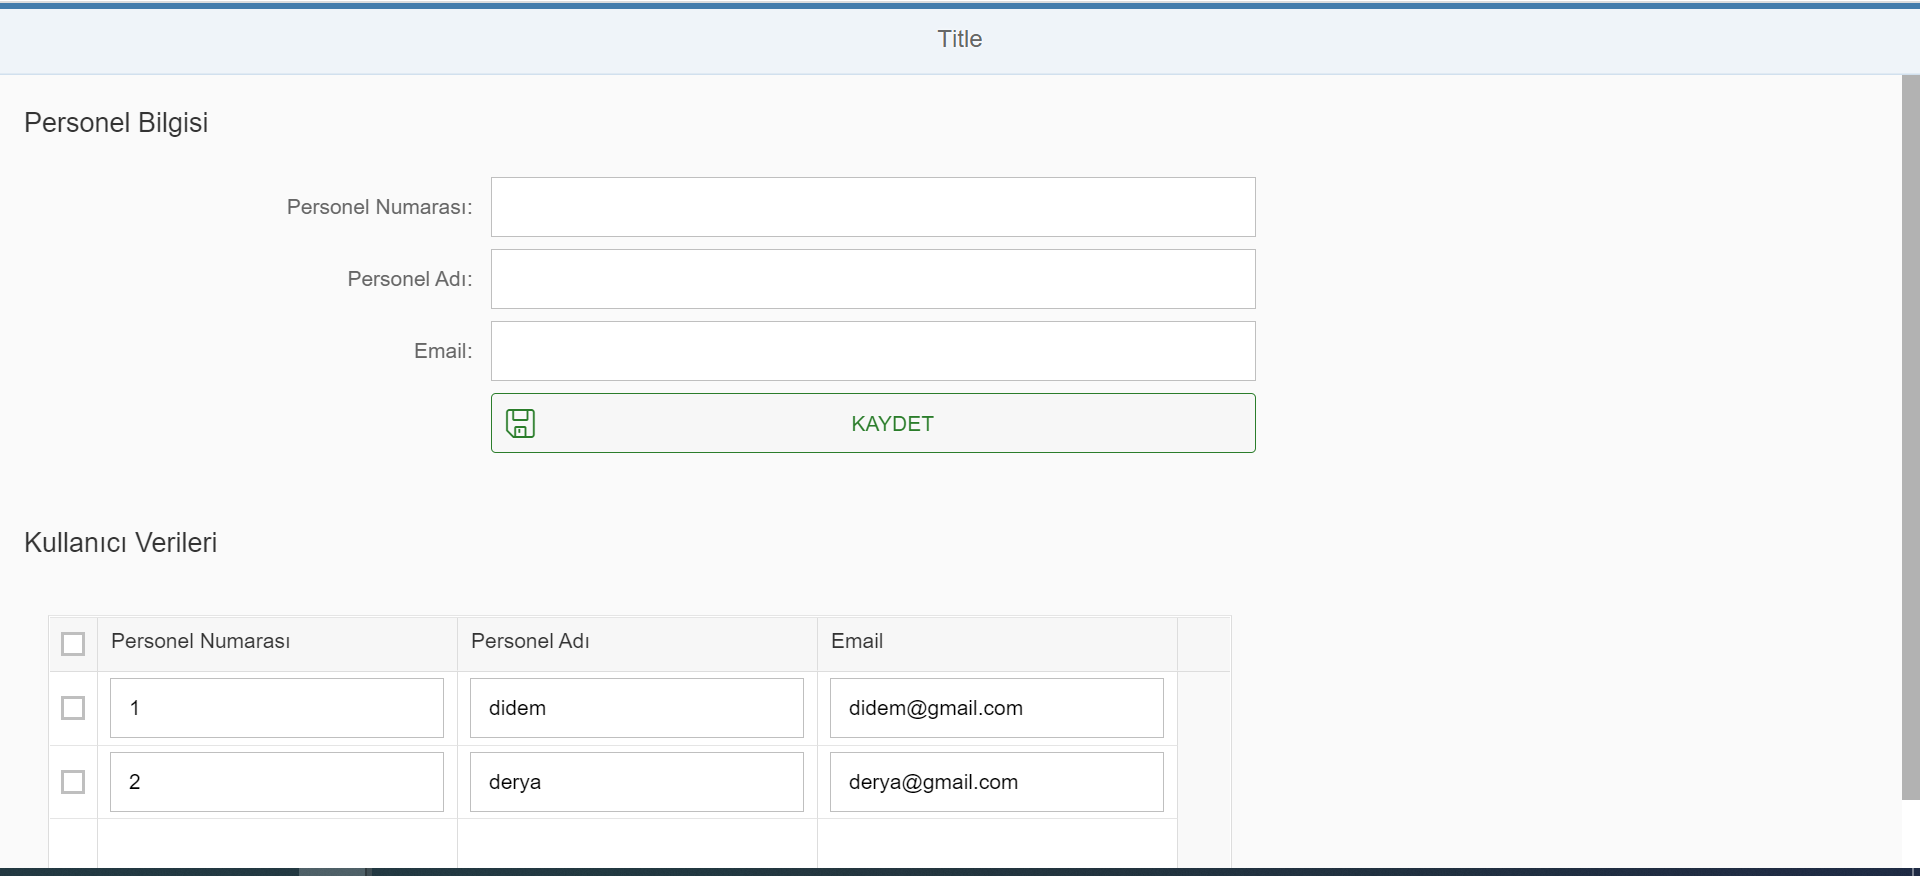 Title
Personel Bilgisi
Personel Numarası:
Personel Adı:
Email:
KAYDET
Kullanıcı Verileri
Personel Numarası Personel Adı Email
1 didem didem@gmail.com
2 derya derya@gmail.com